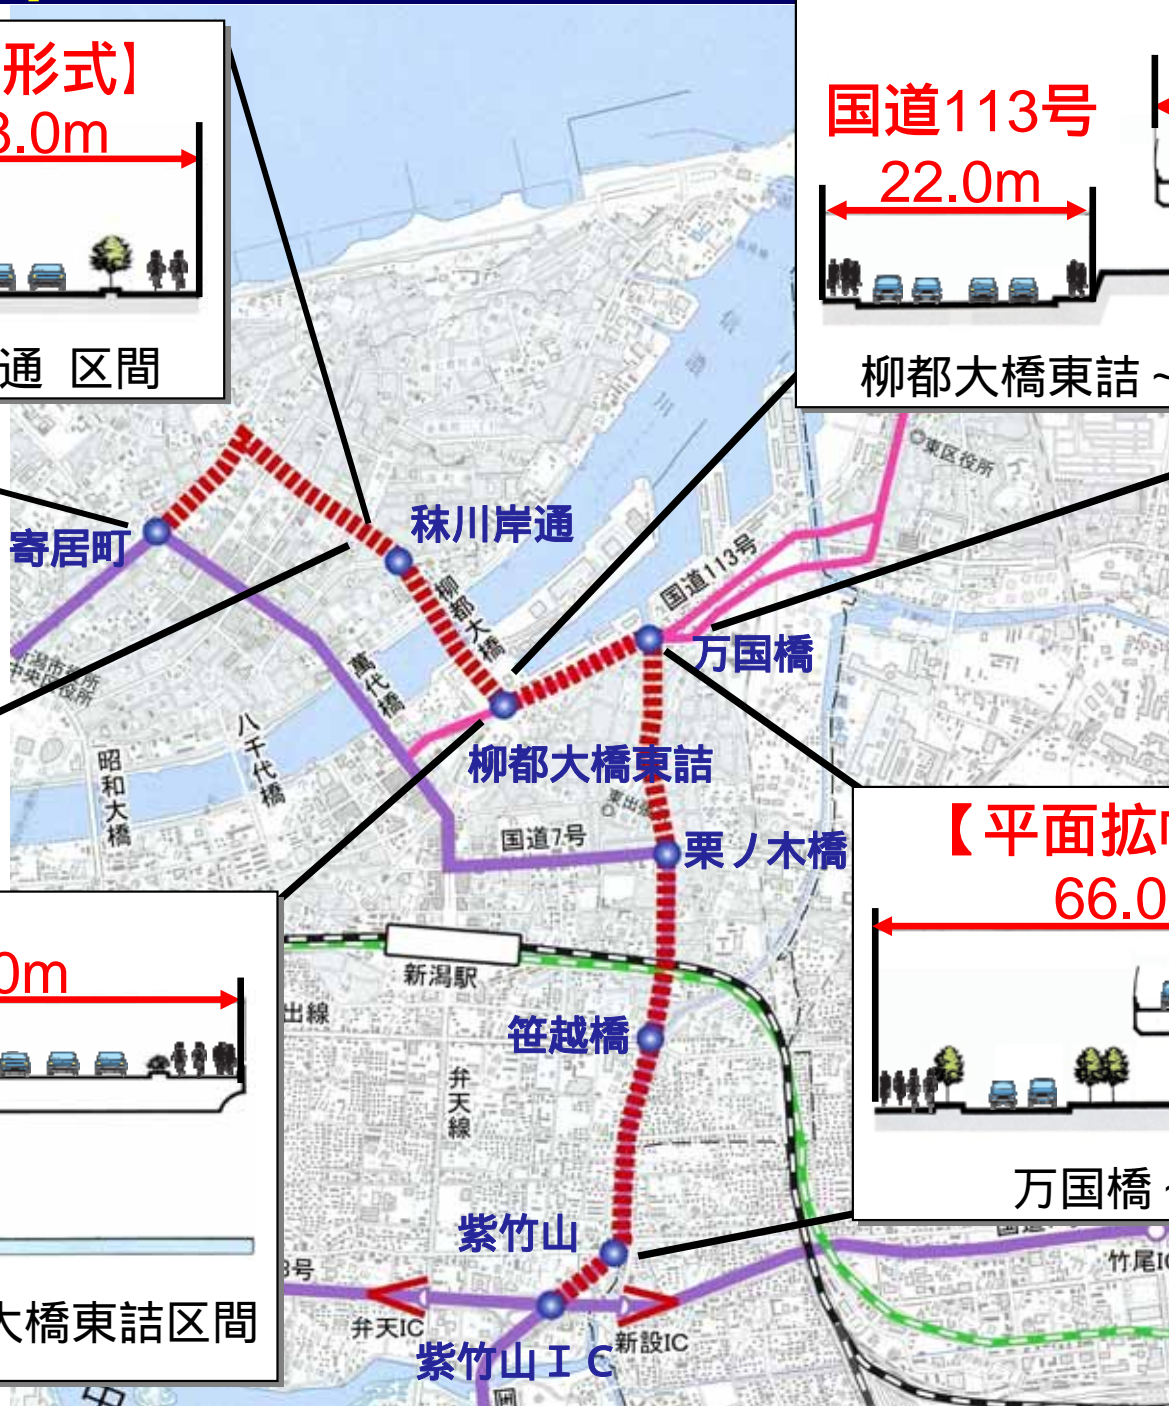 形式】
3.0m
通 区間
国道113号
22.0m
柳都大橋東詰~
東区役所
秣川岸通
寄居町
国道113号
柳都大橋
万国橋
萬代橋
八千代橋
昭和大橋
柳都大橋東詰
国道7号
栗ノ木橋
【平面拡
66.0
0m
新潟駅
出線
笹越橋
弁天線
万国橋
紫竹山
竹尾IC
号
弁天IC
新設IC
大橋東詰区間
紫竹山IC